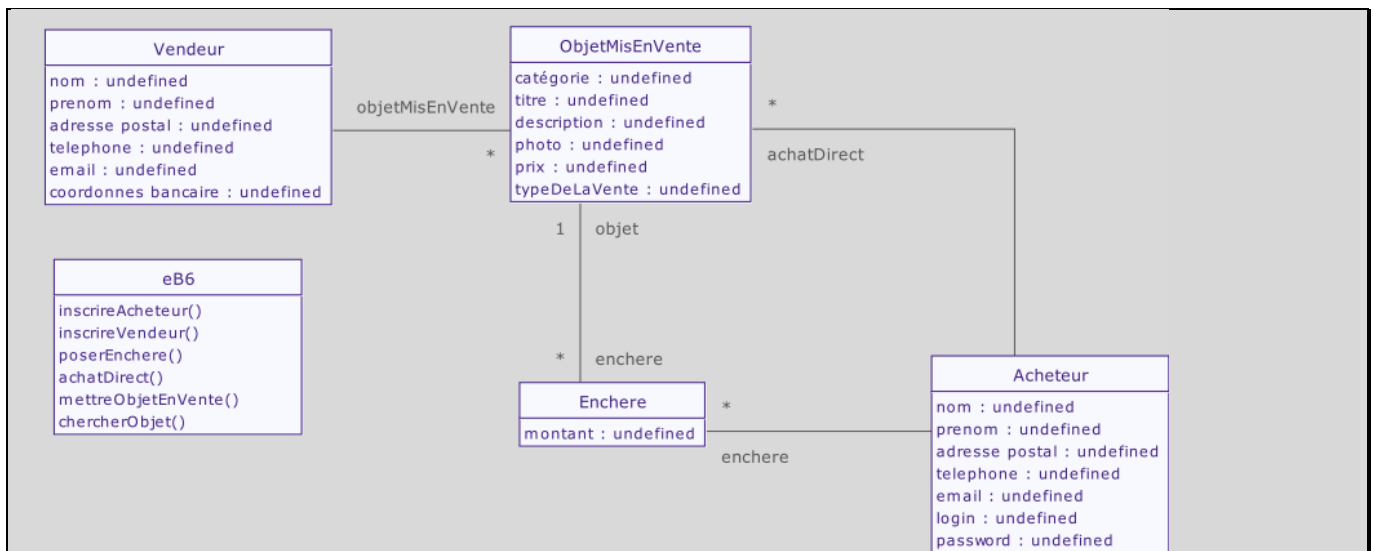 Vendeur
nom : undefined
prenom : undefined
adresse postal : undefined
telephone : undefined
email : undefined
coordonnes bancaire : undefined
objetMisEnVente
*
ObjetMisEnVente
catégorie : undefined
titre : undefined
description : undefined
photo : undefined
prix : undefined
typeDeLaVente : undefined
*
achatDirect
1 objet
eB6
inscrireAcheteur()
inscrireVendeur()
poserEnchere()
achatDirect()
mettreObjetEnVente()
chercherObjet()
* enchere
Enchere
montant : undefined
*
enchere
Acheteur
nom : undefined
prenom : undefined
adresse postal : undefined
telephone : undefined
email : undefined
login : undefined
password : undefined